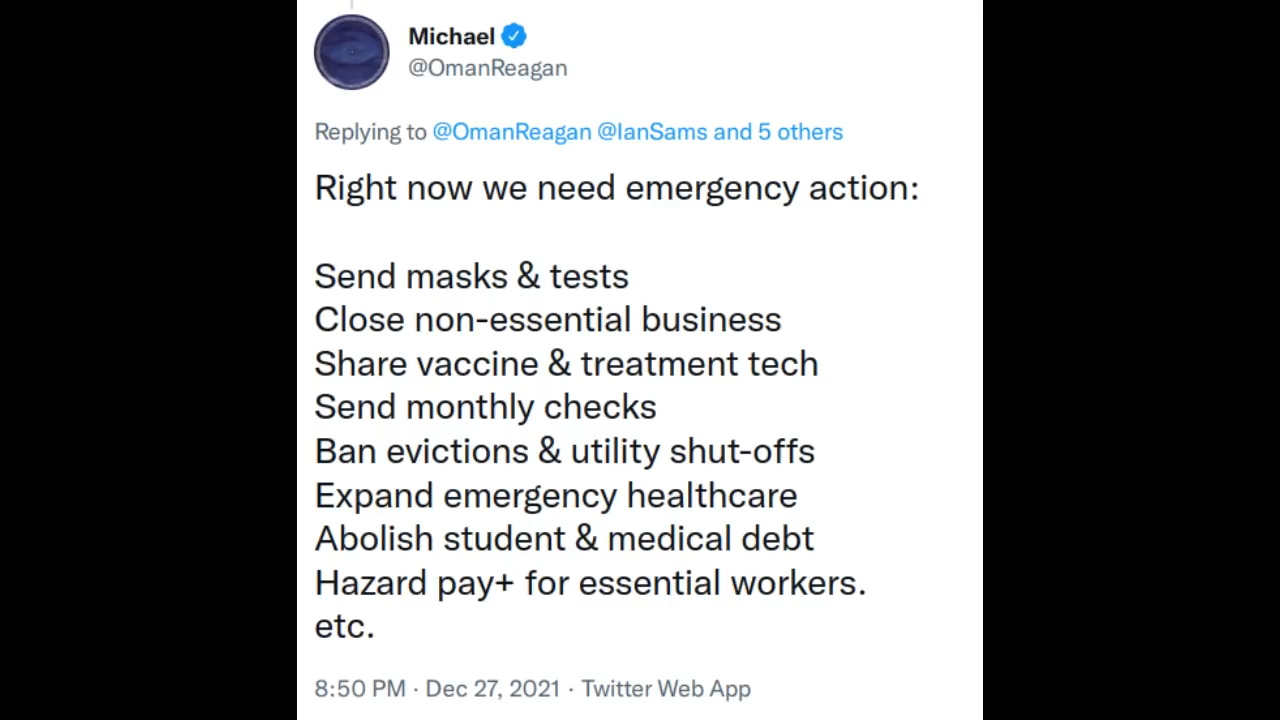 Michael
@OmanReagan
Replying to @OmanReagan @IanSams and 5 others
Right now we need emergency action:
Send masks & tests
Close non-essential business
Share vaccine & treatment tech
Send monthly checks
Ban evictions & utility shut-offs
Expand emergency healthcare
Abolish student & medical debt
Hazard pay+ for essential workers.
etc.
8:50 PM · Dec 27, 2021 · Twitter Web App